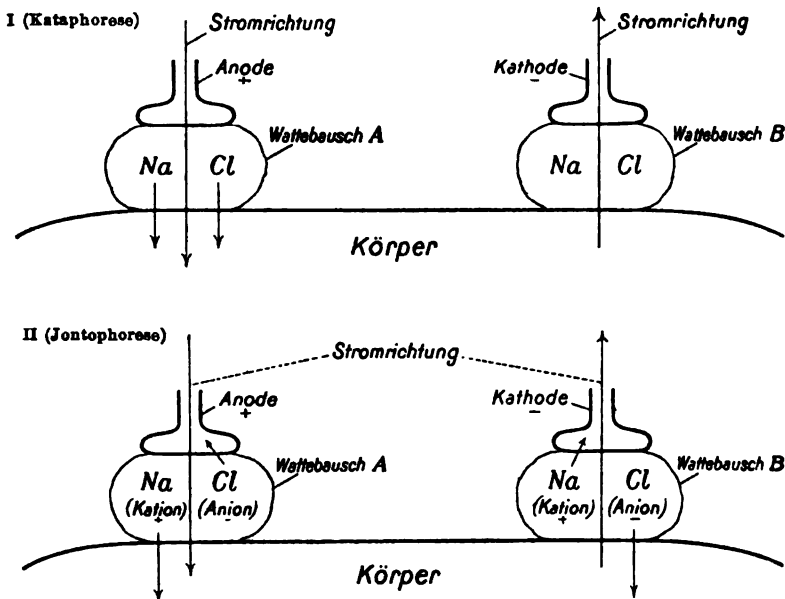 I (Kataphorese)
Stromrichtung
Stromrichtung
Anode
+
Kathode
−
Wattebausch A
Wattebausch B
Na Cl
Na Cl
Körper
II (Jontophorese)
Stromrichtung
Anode
+
Kathode
−
Wattebausch A
Wattebausch B
Na Cl
(Kation) (Anion)
+ −
Na Cl
(Kation) (Anion)
+ −
Körper